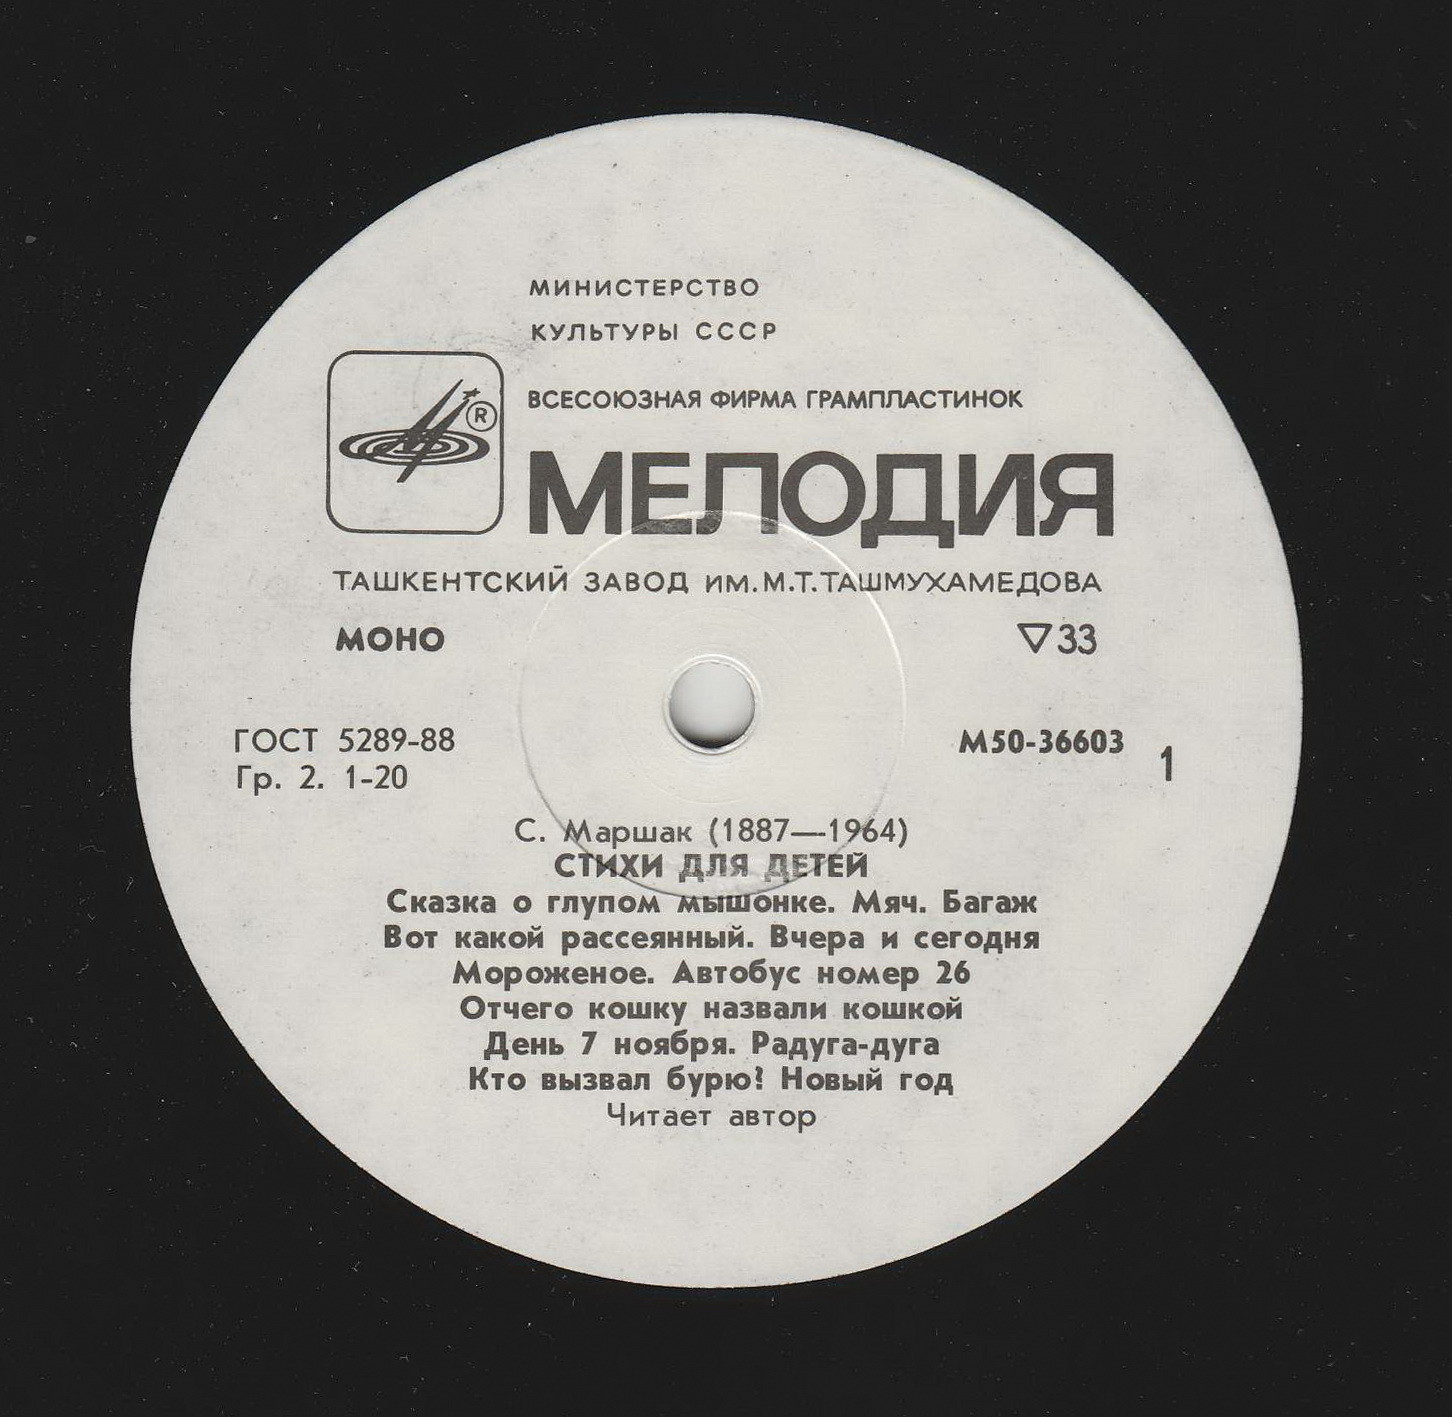 МИНИСТЕРСТВО
КУЛЬТУРЫ СССР
ВСЕСОЮЗНАЯ ФИРМА ГРАМПЛАСТИНОК
®
МЕЛОДИЯ
ТАШКЕНТСКИЙ ЗАВОД ИМ.М.Т.ТАШМУХАМЕДОВА
МОНО ▽33
ГОСТ 5289-88 М50-36603
Гр. 2. 1-20 1
С. Маршак (1887—1964)
СТИХИ ДЛЯ ДЕТЕЙ
Сказка о глупом мышонке. Мяч. Багаж
Вот какой рассеянный. Вчера и сегодня
Мороженое. Автобус номер 26
Отчего кошку назвали кошкой
День 7 ноября. Радуга-дуга
Кто вызвал бурю? Новый год
Читает автор